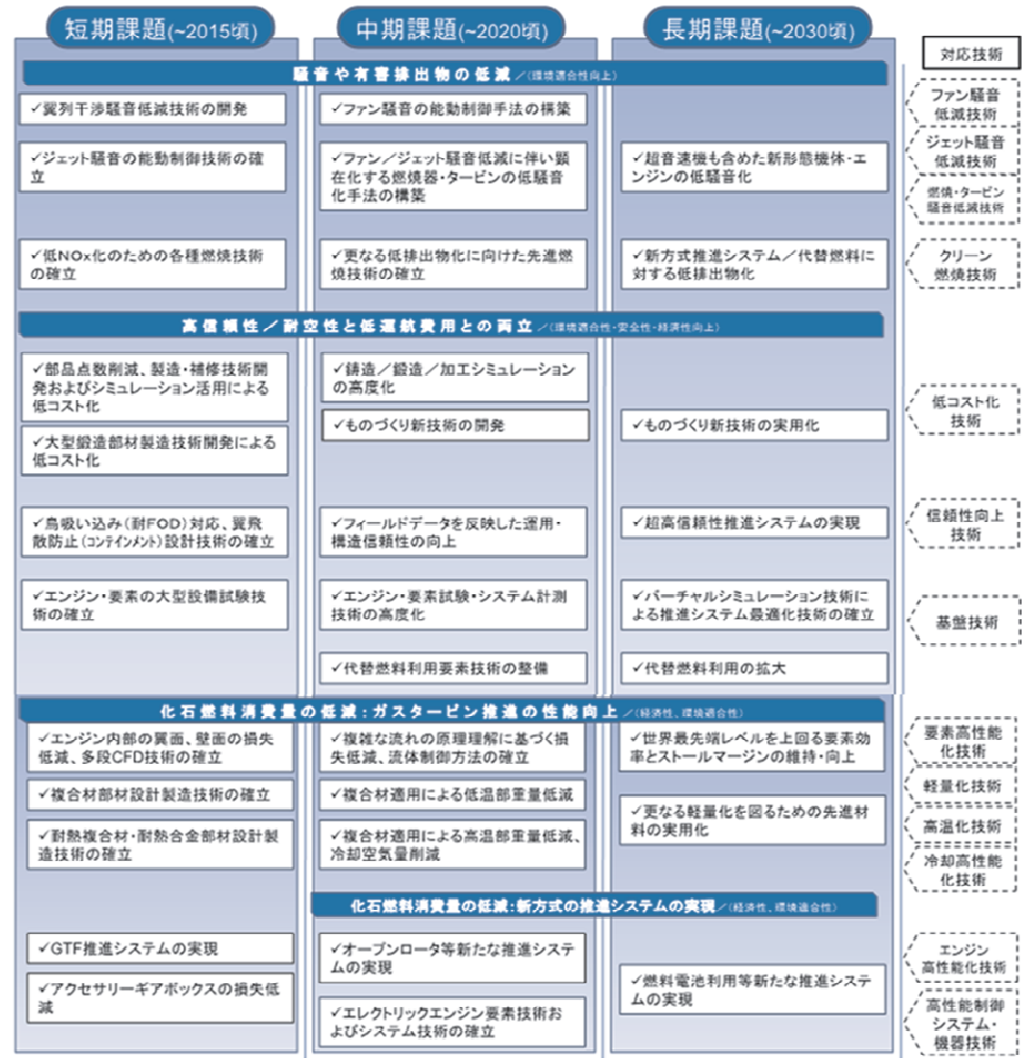 短期課題(~2015頃)
中期課題(~2020頃)
長期課題(~2030頃)
対応技術
騒音や有害排出物の低減／(環境適合性向上)
✓翼列干渉騒音低減技術の開発
✓ファン騒音の能動制御手法の構築
ファン騒音
低減技術
✓ジェット騒音の能動制御技術の確
立
✓ファン／ジェット騒音低減に伴い顕
在化する燃焼器・タービンの低騒音
化手法の構築
✓超音速機も含めた新形態機体・エ
ンジンの低騒音化
ジェット騒音
低減技術
燃焼・タービン
騒音低減技術
✓低NOx化のための各種燃焼技術
の確立
✓更なる低排出物化に向けた先進燃
焼技術の確立
✓新方式推進システム／代替燃料に
対する低排出物化
クリーン
燃焼技術
高信頼性／耐空性と低運航費用との両立／(環境適合性・安全性・経済性向上)
✓部品点数削減、製造・補修技術開
発およびシミュレーション活用による
低コスト化
✓鋳造／鍛造／加工シミュレーション
の高度化
✓大型鍛造部材製造技術開発による
低コスト化
✓ものづくり新技術の開発
✓ものづくり新技術の実用化
低コスト化
技術
✓鳥吸い込み(耐FOD)対応、翼飛
散防止(コンテインメント)設計技術の確立
✓フィールドデータを反映した運用・
構造信頼性の向上
✓超高信頼性推進システムの実現
信頼性向上
技術
✓エンジン・要素の大型設備試験技
術の確立
✓エンジン・要素試験・システム計測
技術の高度化
✓バーチャルシミュレーション技術に
よる推進システム最適化技術の確立
基盤技術
✓代替燃料利用要素技術の整備
✓代替燃料利用の拡大
化石燃料消費量の低減：ガスタービン推進の性能向上／(経済性、環境適合性)
✓エンジン内部の翼面、壁面の損失
低減、多段CFD技術の確立
✓複雑な流れの原理理解に基づく損
失低減、流体制御方法の確立
✓世界最先端レベルを上回る要素効
率とストールマージンの維持・向上
要素高性能
化技術
✓複合材部材設計製造技術の確立
✓複合材適用による低温部重量低減
✓更なる軽量化を図るための先進材
料の実用化
軽量化技術
✓耐熱複合材・耐熱合金部材設計製
造技術の確立
✓複合材適用による高温部重量低減、
冷却空気量削減
高温化技術
冷却高性能
化技術
化石燃料消費量の低減：新方式の推進システムの実現／(経済性、環境適合性)
✓GTF推進システムの実現
✓オープンロータ等新たな推進システ
ムの実現
エンジン
高性能化技術
✓アクセサリーギアボックスの損失低
減
✓エレクトリックエンジン要素技術お
よびシステム技術の確立
✓燃料電池利用等新たな推進システ
ムの実現
高性能制御
システム・
機器技術